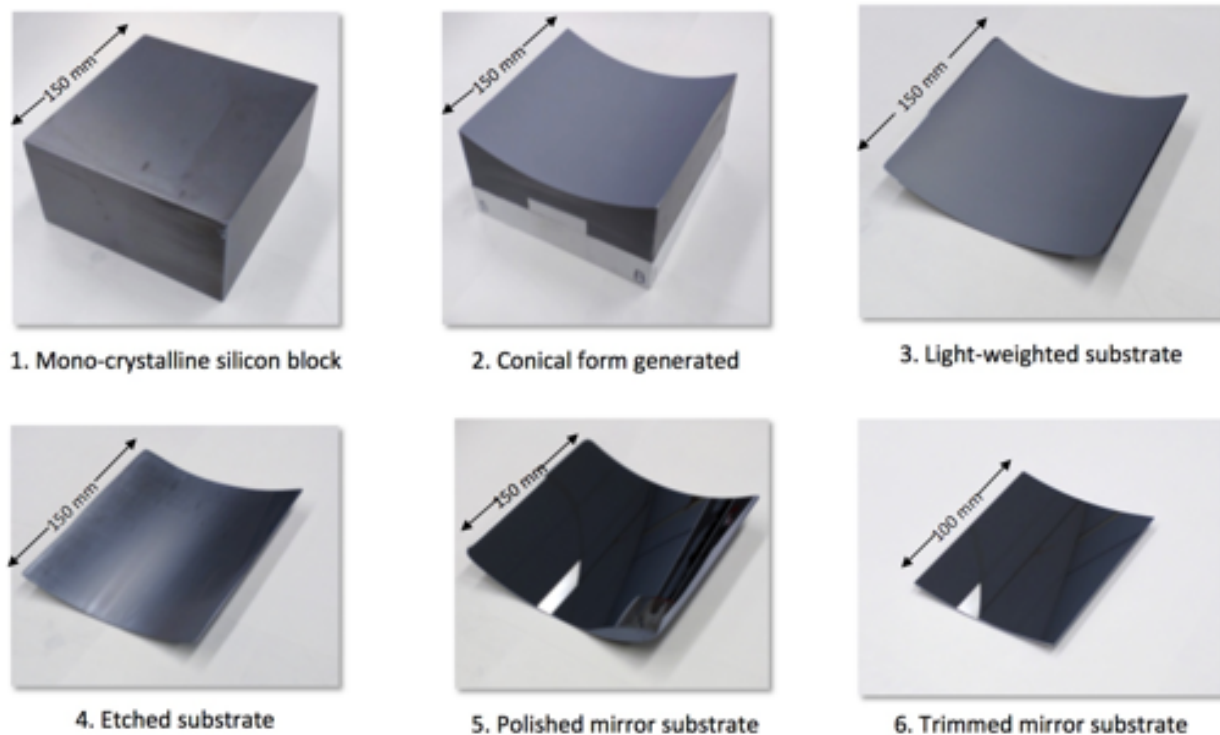 150 mm
150 mm
150 mm
1. Mono-crystalline silicon block
2. Conical form generated
3. Light-weighted substrate
150 mm
150 mm
100 mm
4. Etched substrate
5. Polished mirror substrate
6. Trimmed mirror substrate